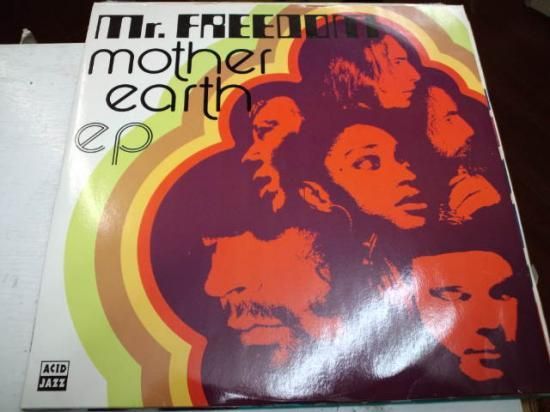 Mr. FREEDOM
mother
earth
ep
ACID
JAZZ